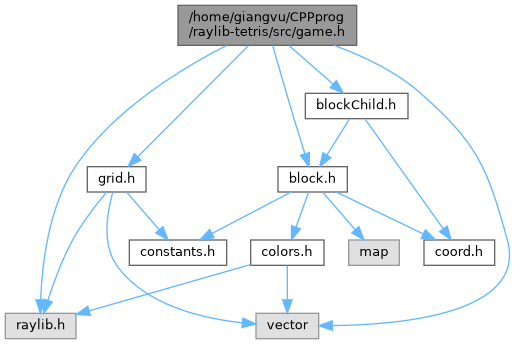 /home/giangvu/CPPprog
/raylib-tetris/src/game.h
blockChild.h
grid.h
block.h
constants.h
colors.h
map
coord.h
raylib.h
vector